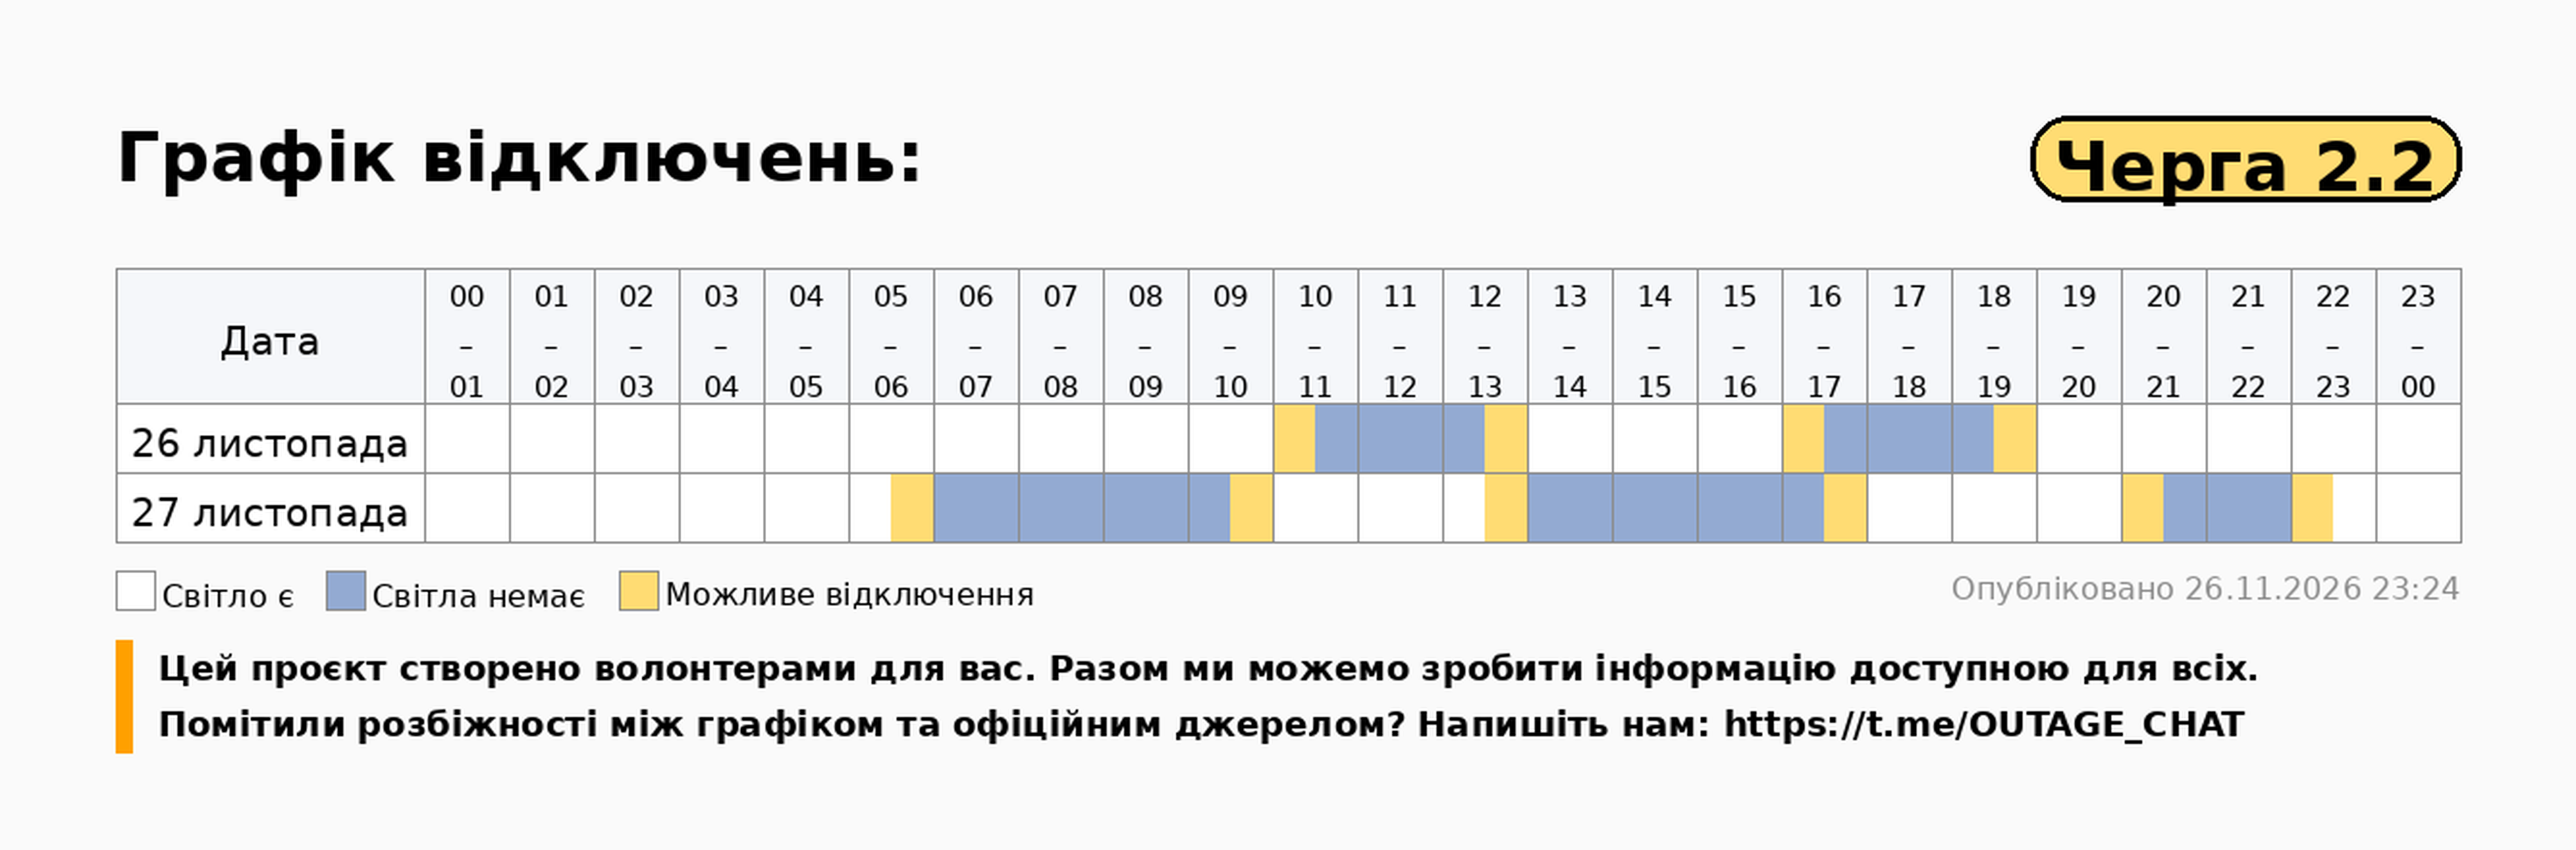 Графік відключень:
Черга 2.2
Дата 00 – 01 01 – 02 02 – 03 03 – 04 04 – 05 05 – 06 06 – 07 07 – 08 08 – 09 09 – 10 10 – 11 11 – 12 12 – 13 13 – 14 14 – 15 15 – 16 16 – 17 17 – 18 18 – 19 19 – 20 20 – 21 21 – 22 22 – 23 23 – 00
26 листопада
27 листопада
Світло є Світла немає Можливе відключення
Опубліковано 26.11.2026 23:24
Цей проєкт створено волонтерами для вас. Разом ми можемо зробити інформацію доступною для всіх.
Помітили розбіжності між графіком та офіційним джерелом? Напишіть нам: https://t.me/OUTAGE_CHAT